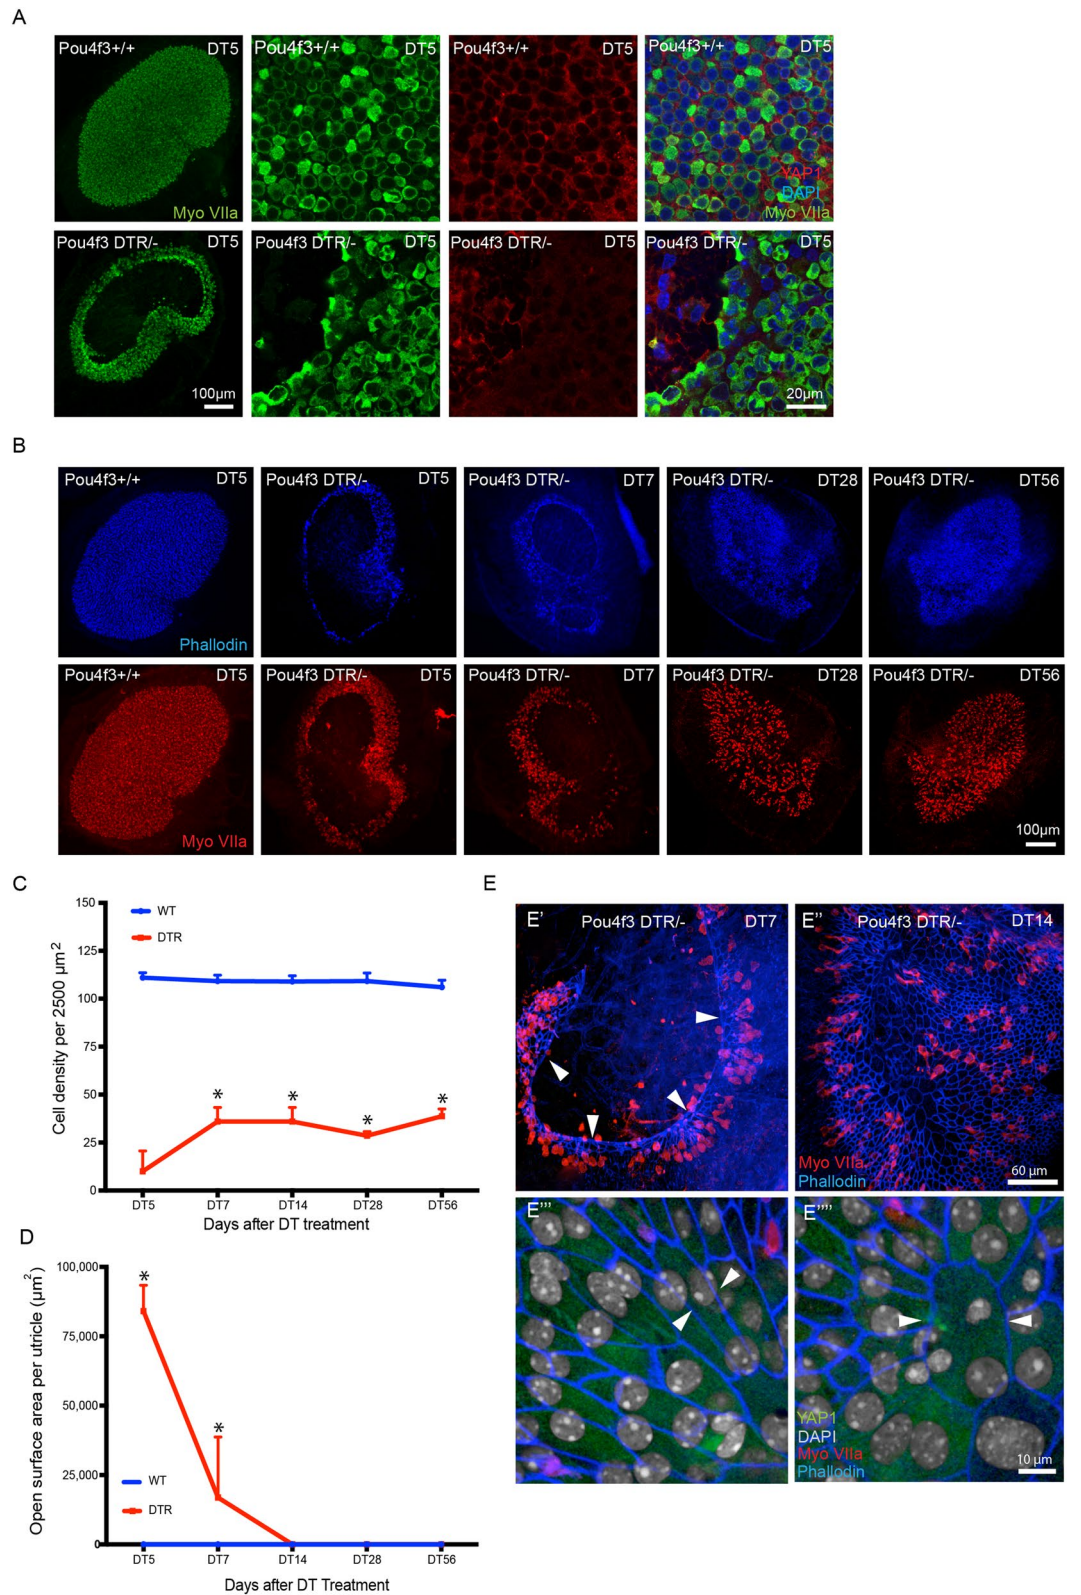 A
Pou4f3+/+ DT5
Myo VIIa
Pou4f3+/+ DT5
Pou4f3+/+ DT5
Pou4f3+/+ DT5
YAP1
DAPI
Myo VIIa
Pou4f3 DTR/- DT5
100µm
Pou4f3 DTR/- DT5
Pou4f3 DTR/- DT5
Pou4f3 DTR/- DT5
20µm
B
Pou4f3+/+ DT5
Phallodin
Pou4f3 DTR/- DT5
Pou4f3 DTR/- DT7
Pou4f3 DTR/- DT28
Pou4f3 DTR/- DT56
Pou4f3+/+ DT5
Myo VIIa
Pou4f3 DTR/- DT5
Pou4f3 DTR/- DT7
Pou4f3 DTR/- DT28
Pou4f3 DTR/- DT56
100µm
C
Cell density per 2500 µm²
150
125
100
75
50
25
0
WT
DTR
* * * *
DT5 DT7 DT14 DT28 DT56
Days after DT treatment
D
Open surface area per utricle (µm²)
100,000
75,000
50,000
25,000
0
* *
WT
DTR
DT5 DT7 DT14 DT28 DT56
Days after DT Treatment
E
E' Pou4f3 DTR/- DT7
E'' Pou4f3 DTR/- DT14
Myo VIIa
Phallodin
60 µm
E'''
E''''
YAP1
DAPI
Myo VIIa
Phallodin
10 µm